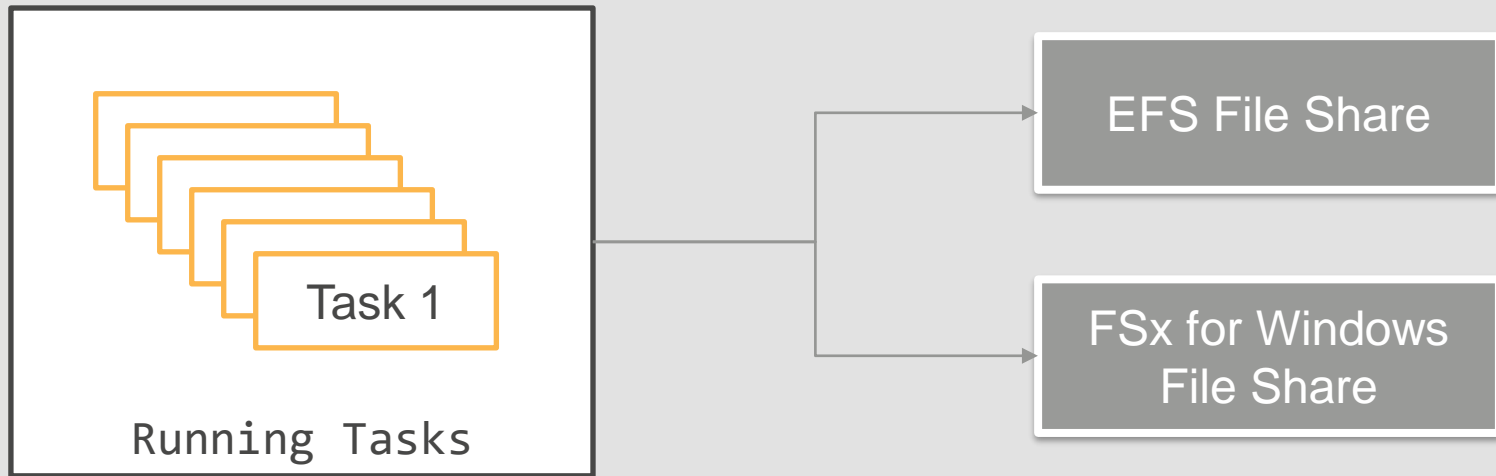 Task 1
Running Tasks
EFS File Share
FSx for Windows
File Share